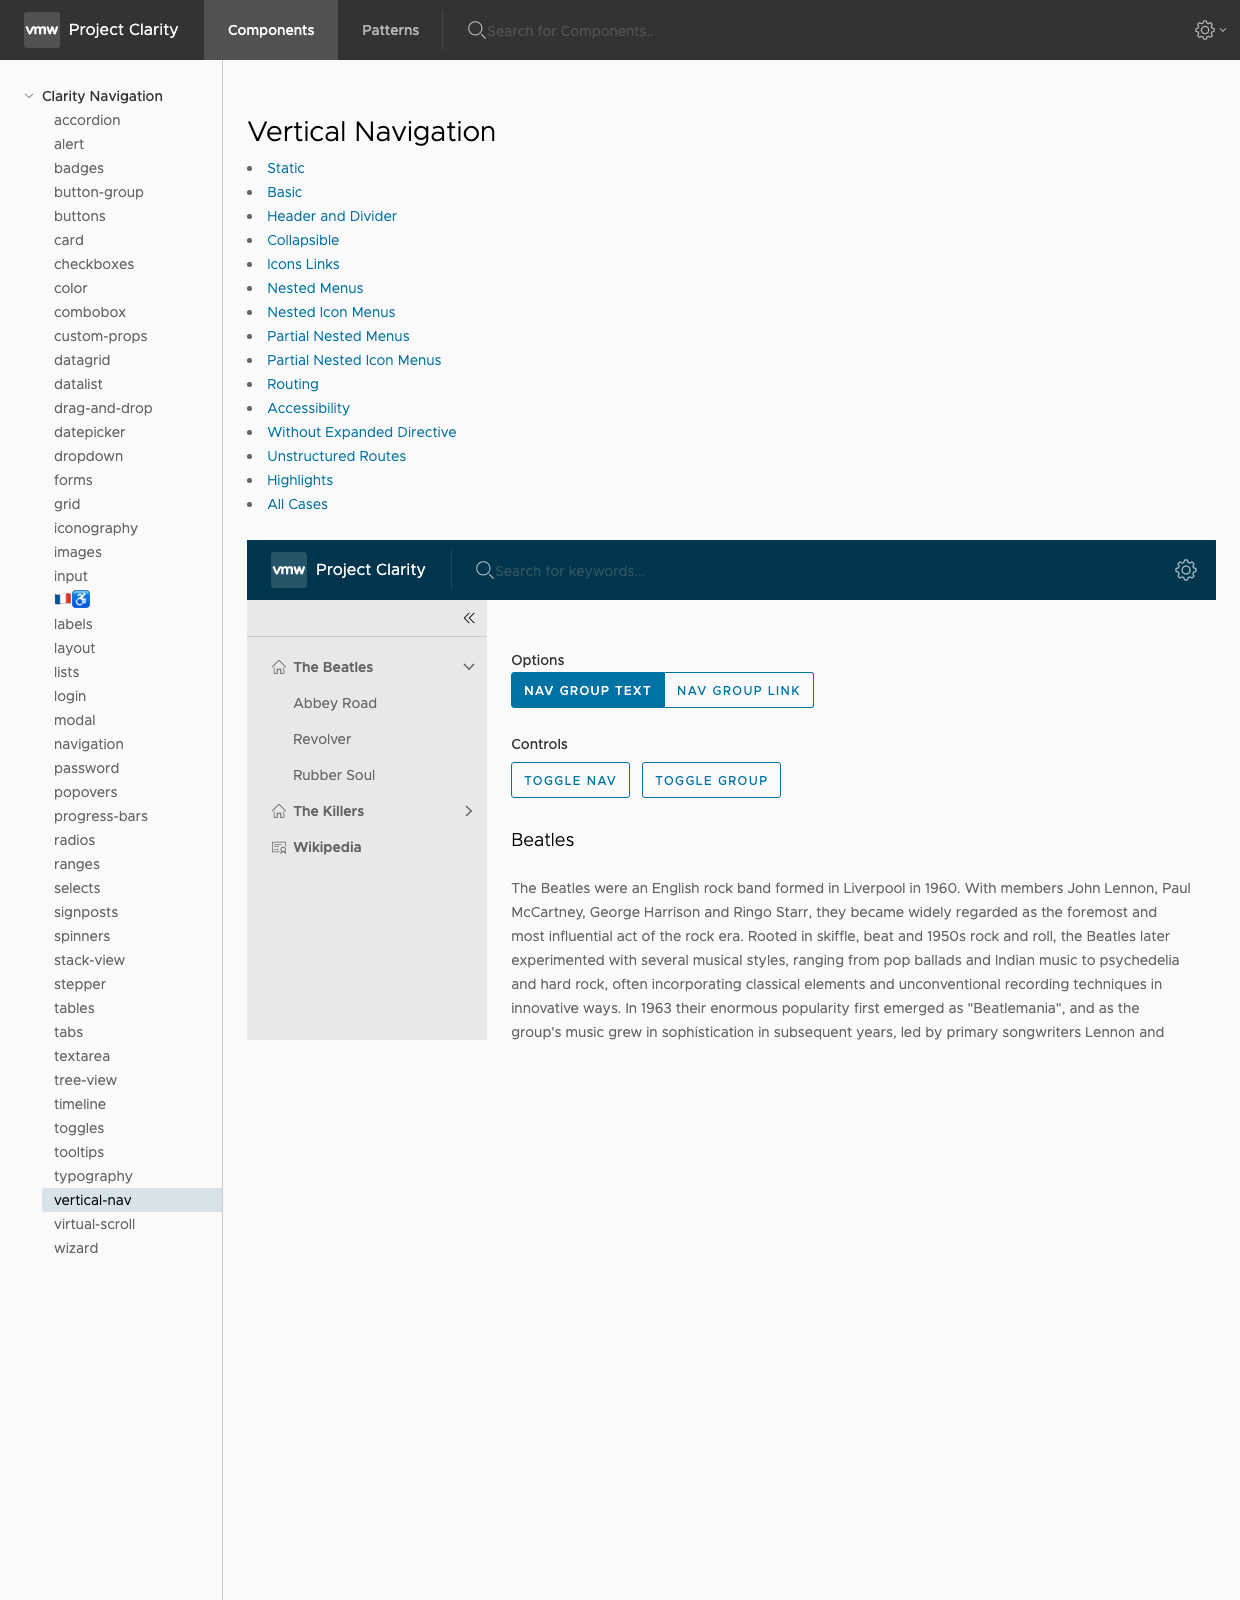 vmw Project Clarity Components Patterns Search for Components..
Clarity Navigation
accordion
alert
badges
button-group
buttons
card
checkboxes
color
combobox
custom-props
datagrid
datalist
drag-and-drop
datepicker
dropdown
forms
grid
iconography
images
input
🇫🇷♿
labels
layout
lists
login
modal
navigation
password
popovers
progress-bars
radios
ranges
selects
signposts
spinners
stack-view
stepper
tables
tabs
textarea
tree-view
timeline
toggles
tooltips
typography
vertical-nav
virtual-scroll
wizard
Vertical Navigation
Static
Basic
Header and Divider
Collapsible
Icons Links
Nested Menus
Nested Icon Menus
Partial Nested Menus
Partial Nested Icon Menus
Routing
Accessibility
Without Expanded Directive
Unstructured Routes
Highlights
All Cases
vmw Project Clarity Search for keywords...
The Beatles
Abbey Road
Revolver
Rubber Soul
The Killers
Wikipedia
Options
NAV GROUP TEXT NAV GROUP LINK
Controls
TOGGLE NAV TOGGLE GROUP
Beatles
The Beatles were an English rock band formed in Liverpool in 1960. With members John Lennon, Paul
McCartney, George Harrison and Ringo Starr, they became widely regarded as the foremost and
most influential act of the rock era. Rooted in skiffle, beat and 1950s rock and roll, the Beatles later
experimented with several musical styles, ranging from pop ballads and Indian music to psychedelia
and hard rock, often incorporating classical elements and unconventional recording techniques in
innovative ways. In 1963 their enormous popularity first emerged as "Beatlemania", and as the
group's music grew in sophistication in subsequent years, led by primary songwriters Lennon and